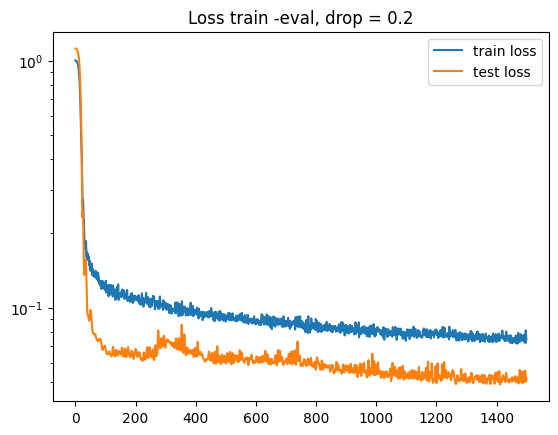 Loss train -eval, drop = 0.2
train loss
test loss
10⁰
10⁻¹
0 200 400 600 800 1000 1200 1400